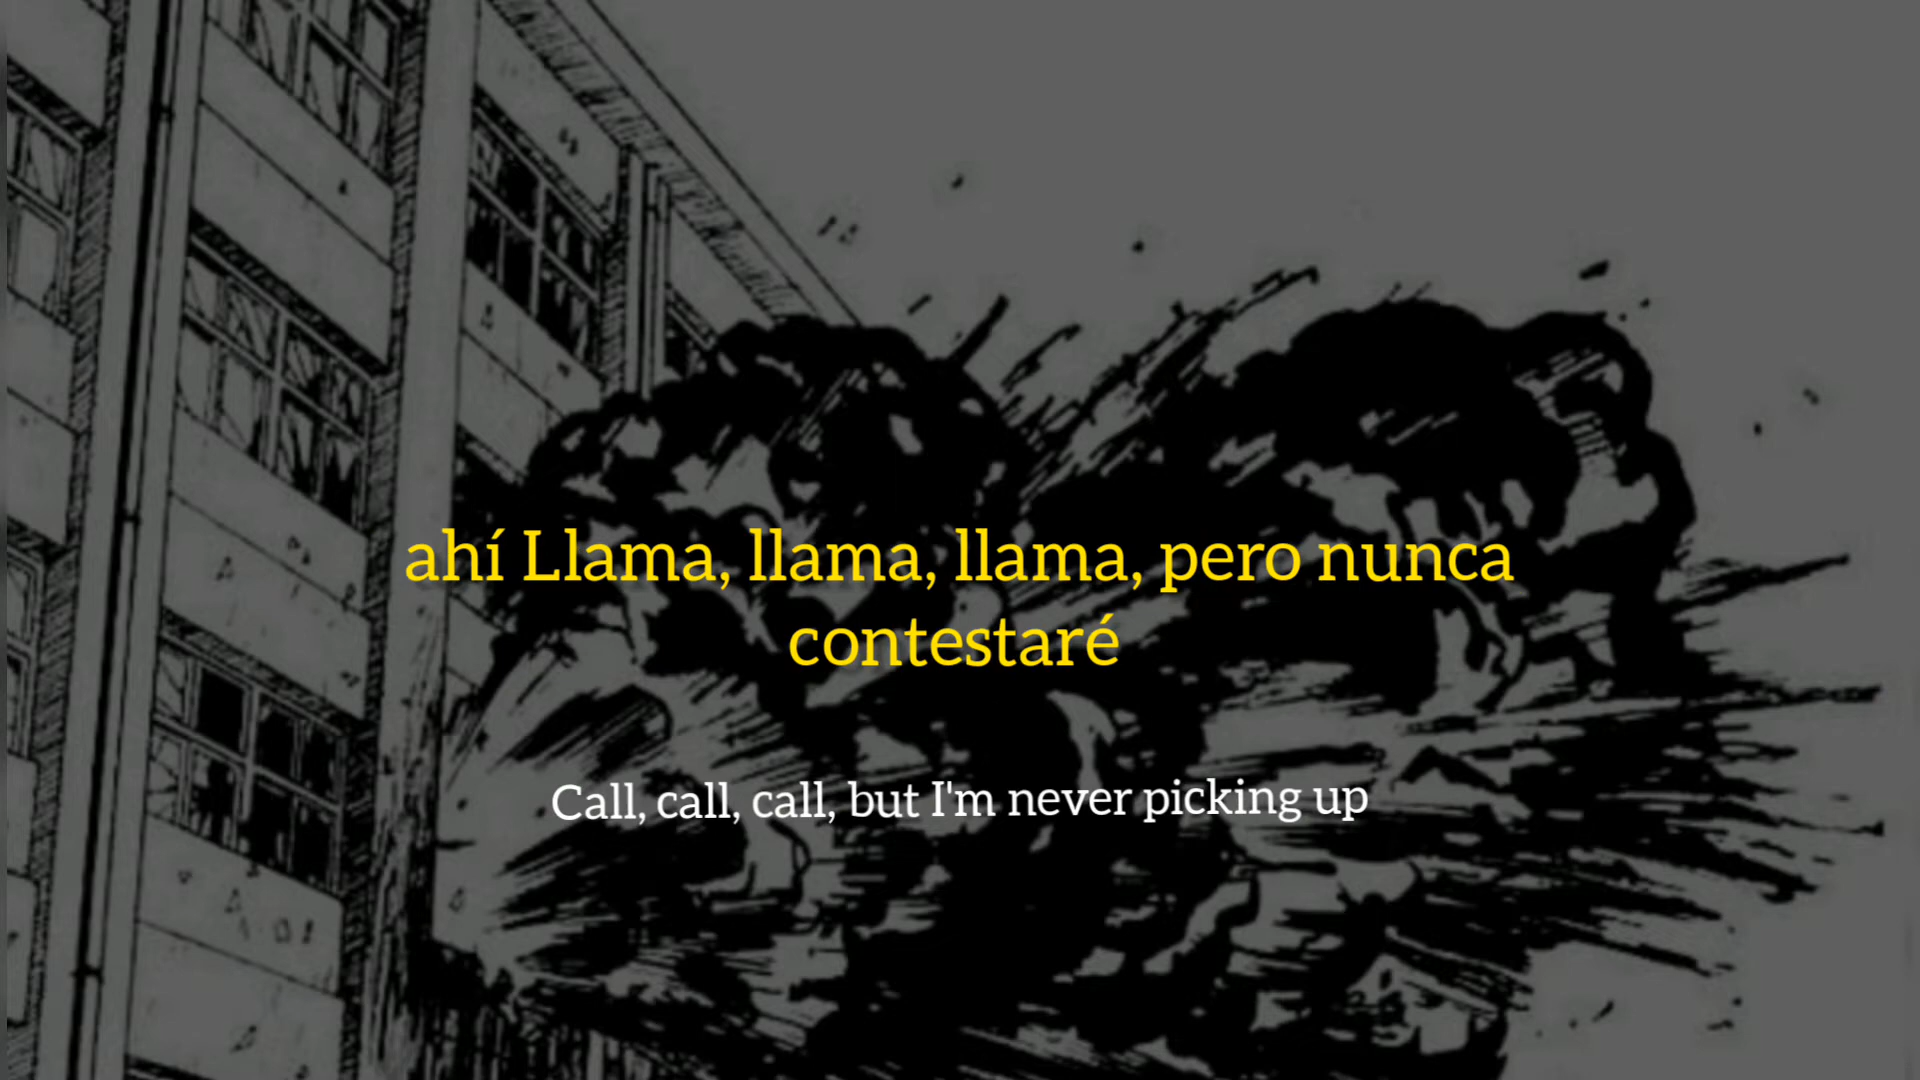 ahí Llama, llama, llama, pero nunca
contestaré
Call, call, call, but I'm never picking up